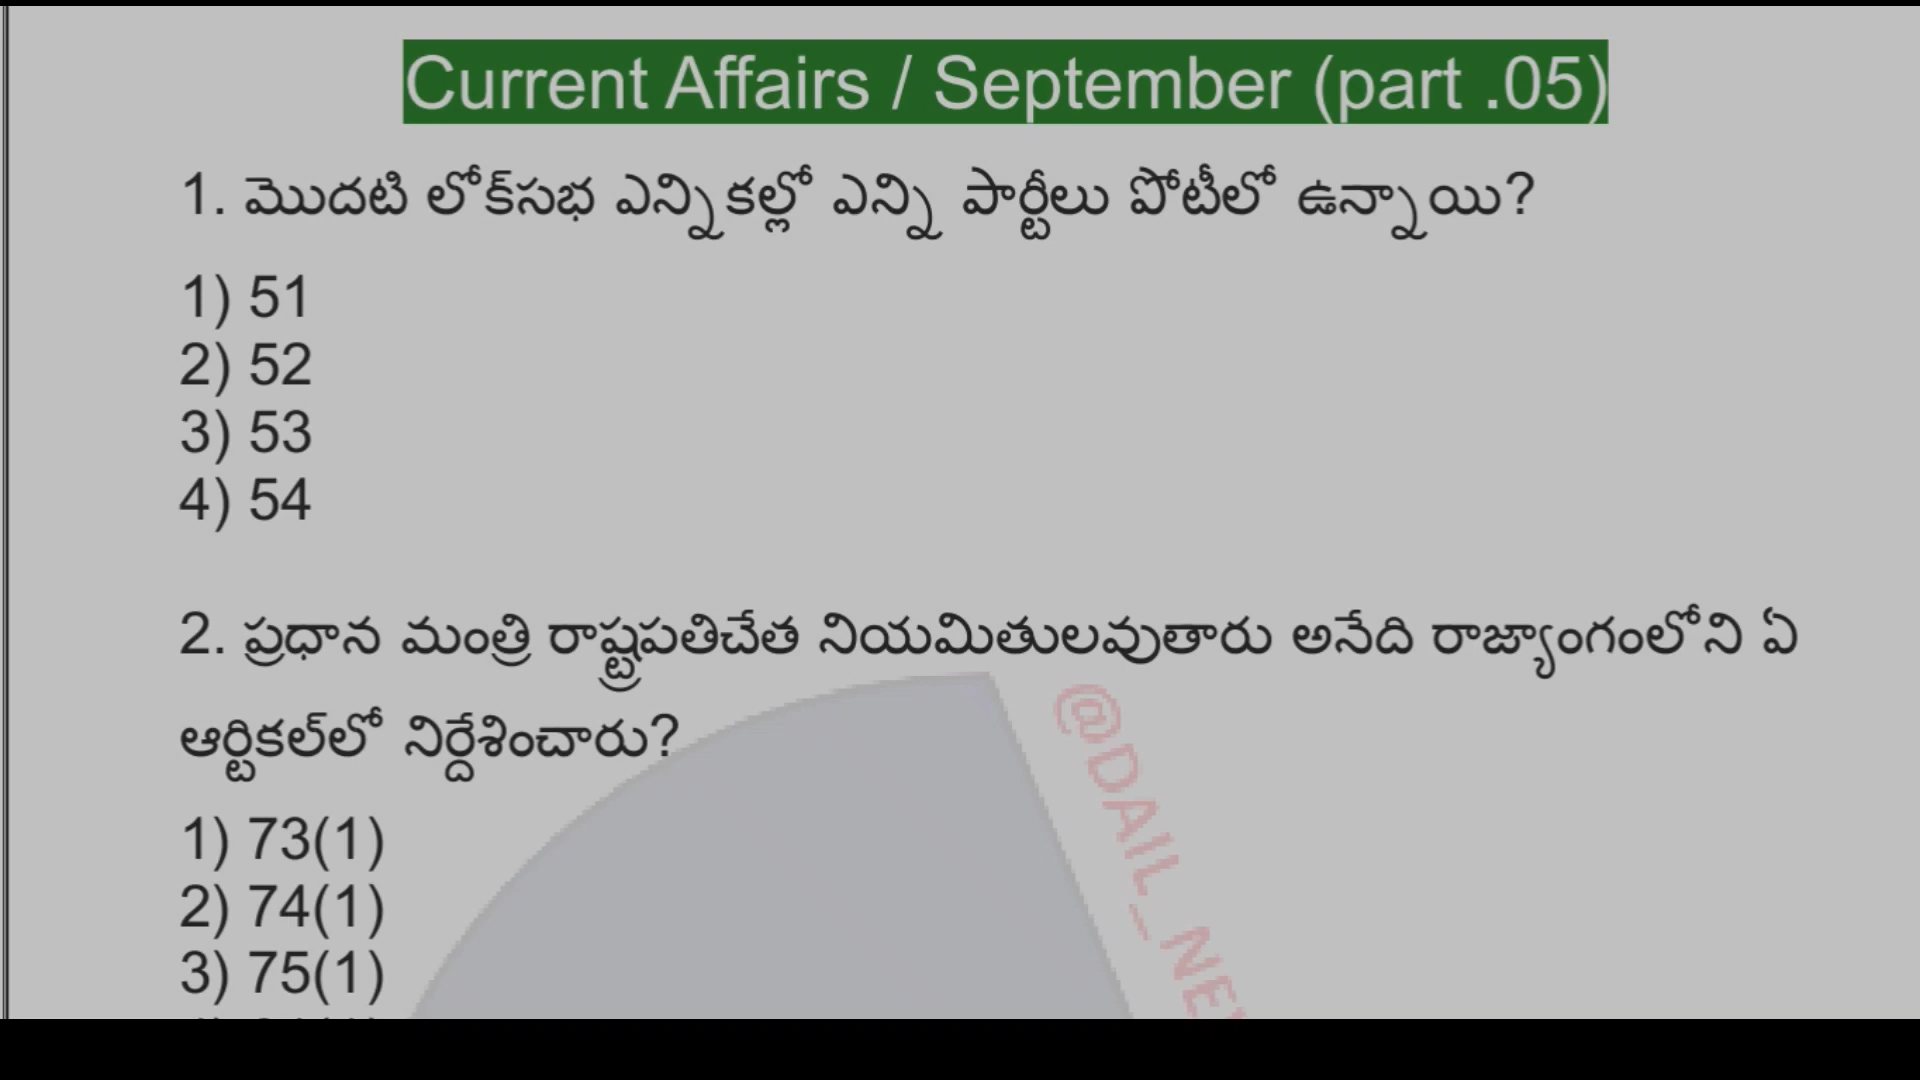 Current Affairs / September (part .05)
1. మొదటి లోక్‌సభ ఎన్నికల్లో ఎన్ని పార్టీలు పోటీలో ఉన్నాయి?
1) 51
2) 52
3) 53
4) 54
2. ప్రధాన మంత్రి రాష్ట్రపతిచేత నియమితులవుతారు అనేది రాజ్యాంగంలోని ఏ
ఆర్టికల్‌లో నిర్దేశించారు?
1) 73(1)
2) 74(1)
3) 75(1)
@DAIL_NE